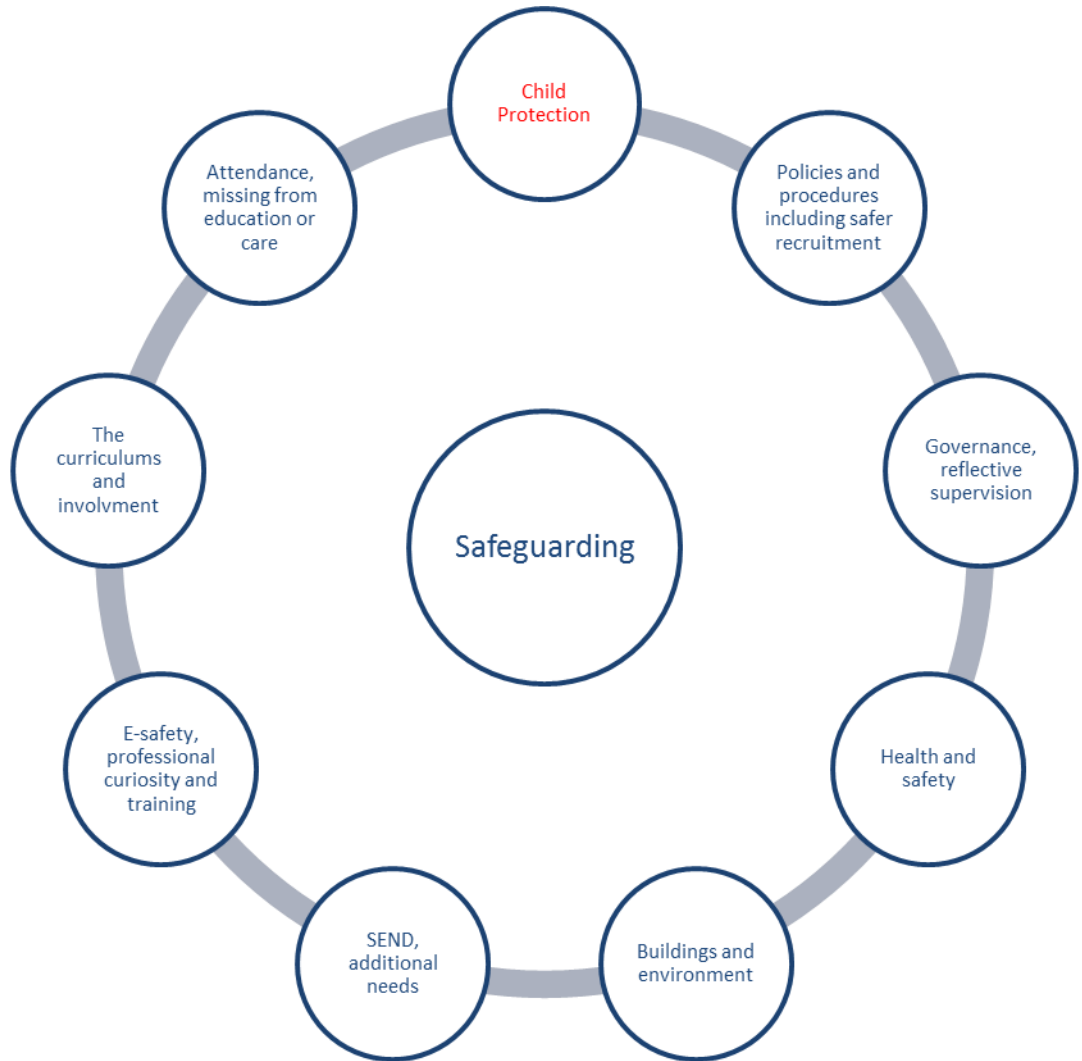 Child
Protection
Policies and
procedures
including safer
recruitment
Governance,
reflective
supervision
Health and
safety
Buildings and
environment
SEND,
additional
needs
E-safety,
professional
curiosity and
training
The
curriculums
and
involvment
Attendance,
missing from
education or
care
Safeguarding